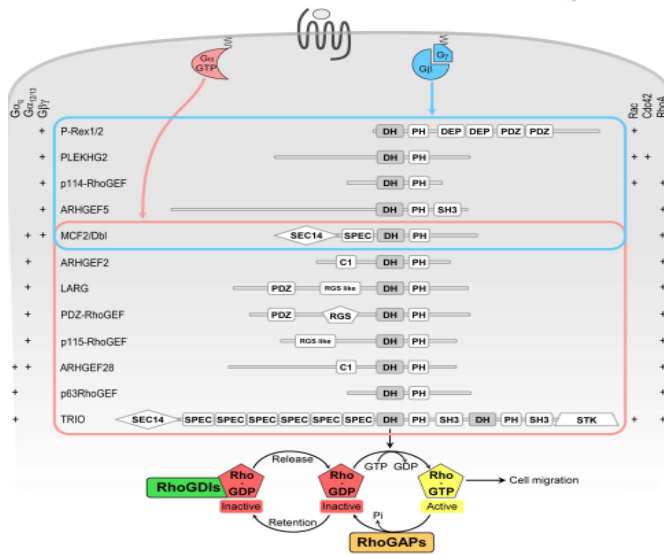 Gα
GTP
Gβ
Gγ
Gαq
Gα12/13
Gβγ
Rac
Cdc42
RhoA
+ P-Rex1/2 DH PH DEP DEP PDZ PDZ +
+ PLEKHG2 DH PH + +
+ p114-RhoGEF DH PH + +
+ ARHGEF5 DH PH SH3 +
+ + MCF2/Dbl SEC14 SPEC DH PH +
+ ARHGEF2 C1 DH PH +
+ LARG PDZ RGS like DH PH +
+ PDZ-RhoGEF PDZ RGS DH PH +
+ p115-RhoGEF RGS like DH PH +
+ + ARHGEF28 C1 DH PH +
+ p63RhoGEF DH PH +
+ TRIO SEC14 SPEC SPEC SPEC SPEC SPEC SPEC DH PH SH3 DH PH SH3 STK + +
Release
GTP GDP
RhoGDIs
Rho
GDP
Inactive
Rho
GDP
Inactive
Rho
GTP
Active
Cell migration
Retention
Pi
RhoGAPs